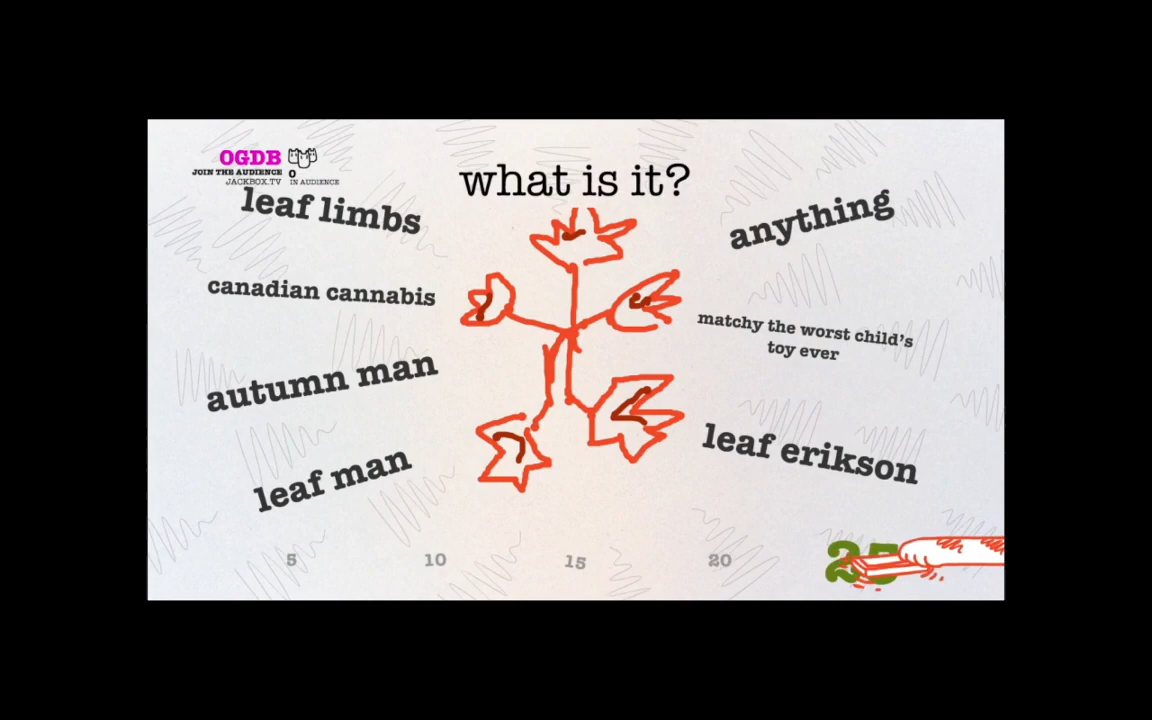 OGDB
JOIN THE AUDIENCE
JACKBOX.TV
0
IN AUDIENCE
what is it?
leaf limbs
anything
canadian cannabis
matchy the worst child's
toy ever
autumn man
leaf erikson
leaf man
5
10
15
20
25